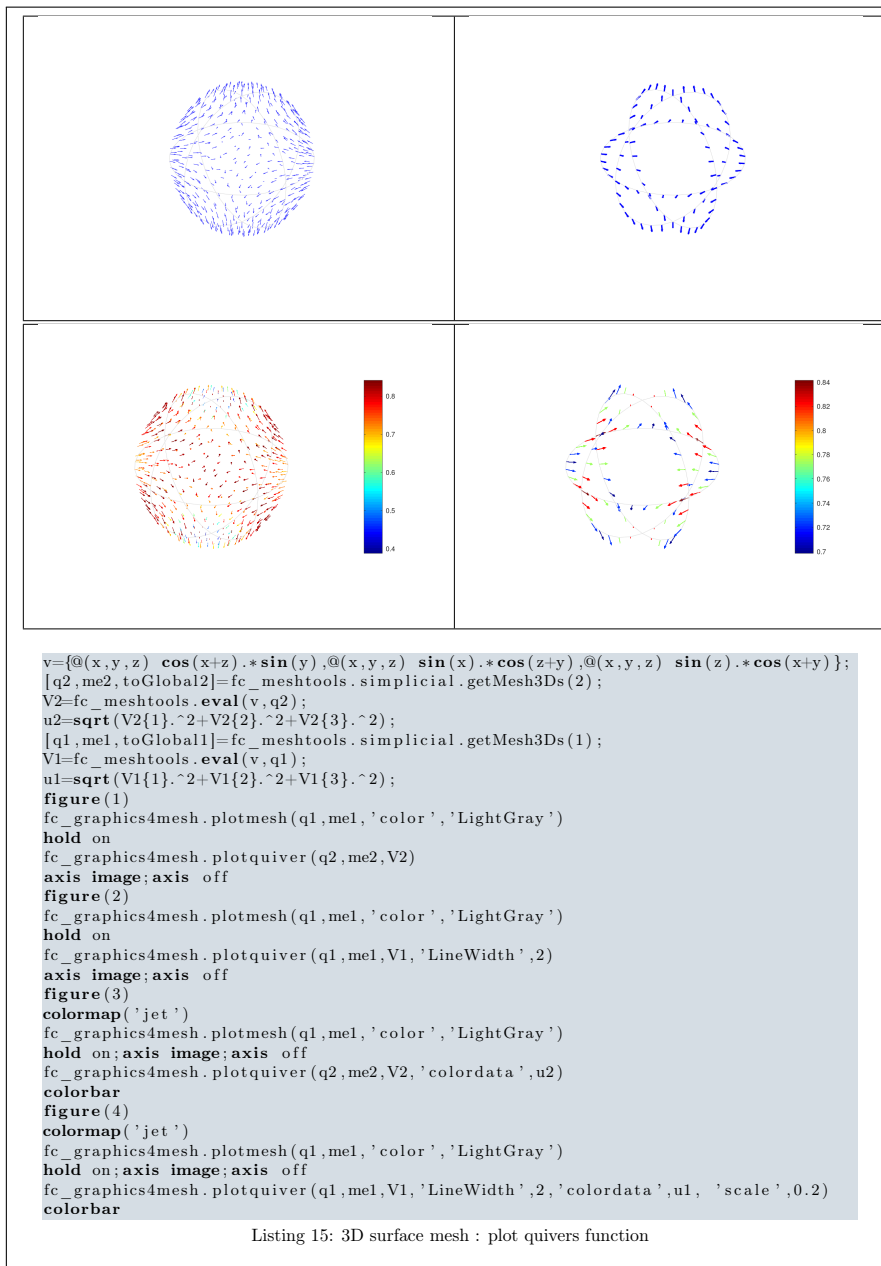 0.8
0.7
0.6
0.5
0.4
0.84
0.82
0.8
0.78
0.76
0.74
0.72
0.7
v={@(x,y,z) cos(x+z).*sin(y),@(x,y,z) sin(x).*cos(z+y),@(x,y,z) sin(z).*cos(x+y)};
[q2,me2,toGlobal2]=fc_meshtools.simplicial.getMesh3Ds(2);
V2=fc_meshtools.eval(v,q2);
u2=sqrt(V2{1}.^2+V2{2}.^2+V2{3}.^2);
[q1,me1,toGlobal1]=fc_meshtools.simplicial.getMesh3Ds(1);
V1=fc_meshtools.eval(v,q1);
u1=sqrt(V1{1}.^2+V1{2}.^2+V1{3}.^2);
figure(1)
fc_graphics4mesh.plotmesh(q1,me1,'color','LightGray')
hold on
fc_graphics4mesh.plotquiver(q2,me2,V2)
axis image;axis off
figure(2)
fc_graphics4mesh.plotmesh(q1,me1,'color','LightGray')
hold on
fc_graphics4mesh.plotquiver(q1,me1,V1,'LineWidth',2)
axis image;axis off
figure(3)
colormap('jet')
fc_graphics4mesh.plotmesh(q1,me1,'color','LightGray')
hold on;axis image;axis off
fc_graphics4mesh.plotquiver(q2,me2,V2,'colordata',u2)
colorbar
figure(4)
colormap('jet')
fc_graphics4mesh.plotmesh(q1,me1,'color','LightGray')
hold on;axis image;axis off
fc_graphics4mesh.plotquiver(q1,me1,V1,'LineWidth',2,'colordata',u1, 'scale',0.2)
colorbar
Listing 15: 3D surface mesh : plot quivers function